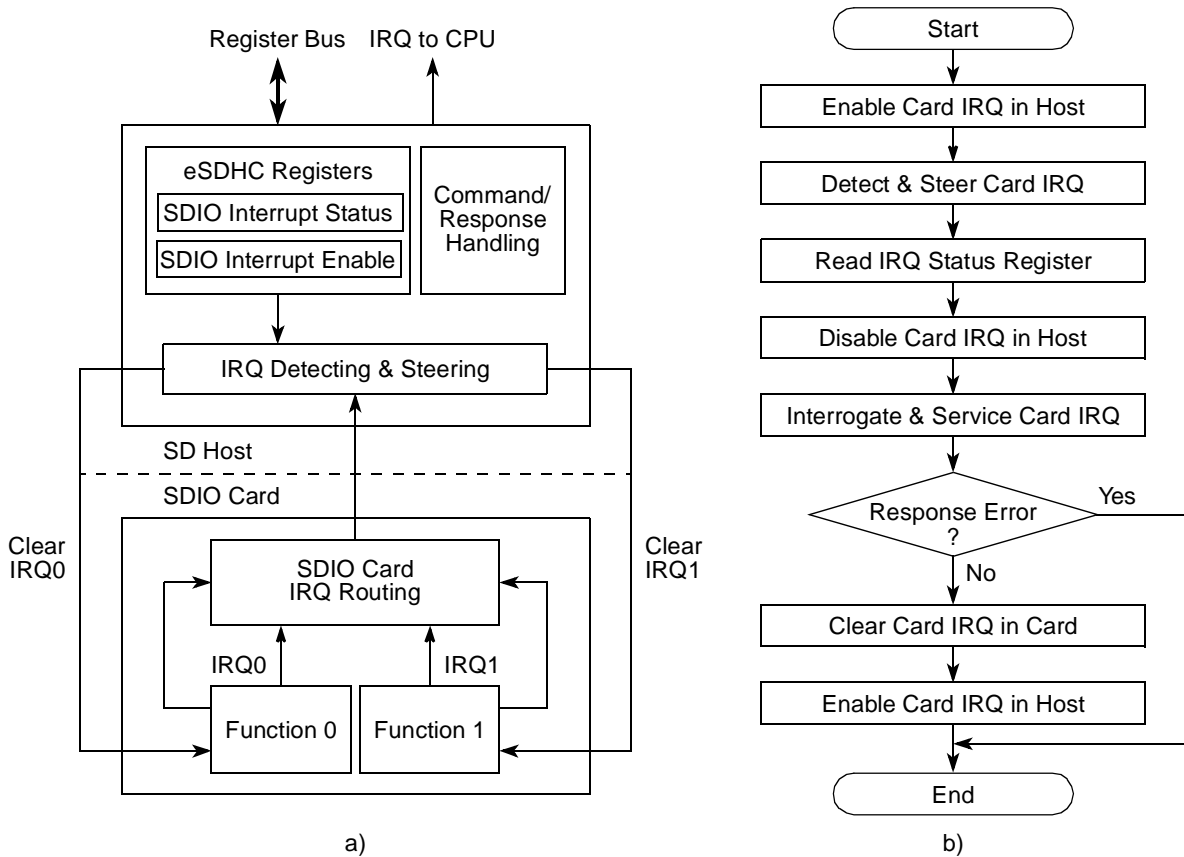 Register Bus
IRQ to CPU
eSDHC Registers
SDIO Interrupt Status
SDIO Interrupt Enable
Command/
Response
Handling
IRQ Detecting & Steering
SD Host
SDIO Card
Clear
IRQ0
Clear
IRQ1
SDIO Card
IRQ Routing
IRQ0
IRQ1
Function 0
Function 1
a)
Start
Enable Card IRQ in Host
Detect & Steer Card IRQ
Read IRQ Status Register
Disable Card IRQ in Host
Interrogate & Service Card IRQ
Response Error
?
Yes
No
Clear Card IRQ in Card
Enable Card IRQ in Host
End
b)